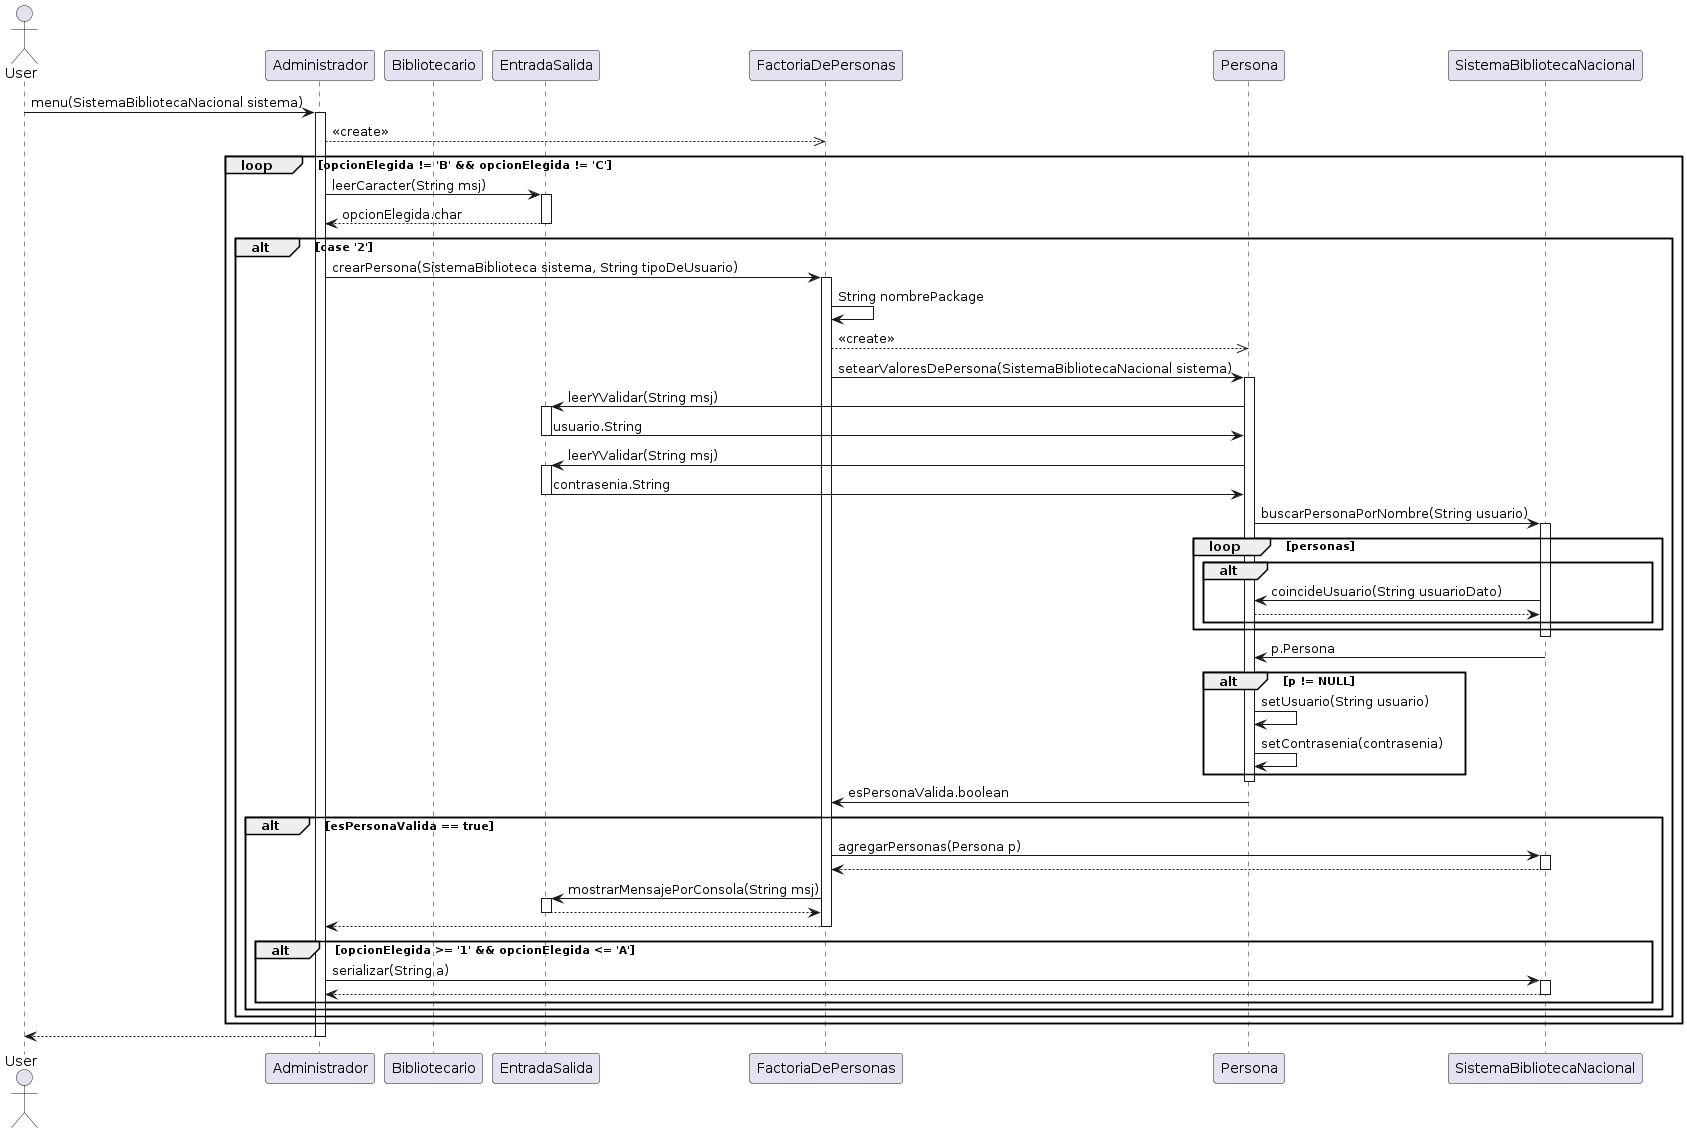 User
Administrador
Bibliotecario
EntradaSalida
FactoriaDePersonas
Persona
SistemaBibliotecaNacional
menu(SistemaBibliotecaNacional sistema)
«create»
loop
[opcionElegida != 'B' && opcionElegida != 'C']
leerCaracter(String msj)
opcionElegida.char
alt
[case '2']
crearPersona(SistemaBiblioteca sistema, String tipoDeUsuario)
String nombrePackage
«create»
setearValoresDePersona(SistemaBibliotecaNacional sistema)
leerYValidar(String msj)
usuario.String
leerYValidar(String msj)
contrasenia.String
buscarPersonaPorNombre(String usuario)
loop
[personas]
alt
coincideUsuario(String usuarioDato)
p.Persona
alt
[p != NULL]
setUsuario(String usuario)
setContrasenia(contrasenia)
esPersonaValida.boolean
alt
[esPersonaValida == true]
agregarPersonas(Persona p)
mostrarMensajePorConsola(String msj)
alt
[opcionElegida >= '1' && opcionElegida <= 'A']
serializar(String a)
User
Administrador
Bibliotecario
EntradaSalida
FactoriaDePersonas
Persona
SistemaBibliotecaNacional